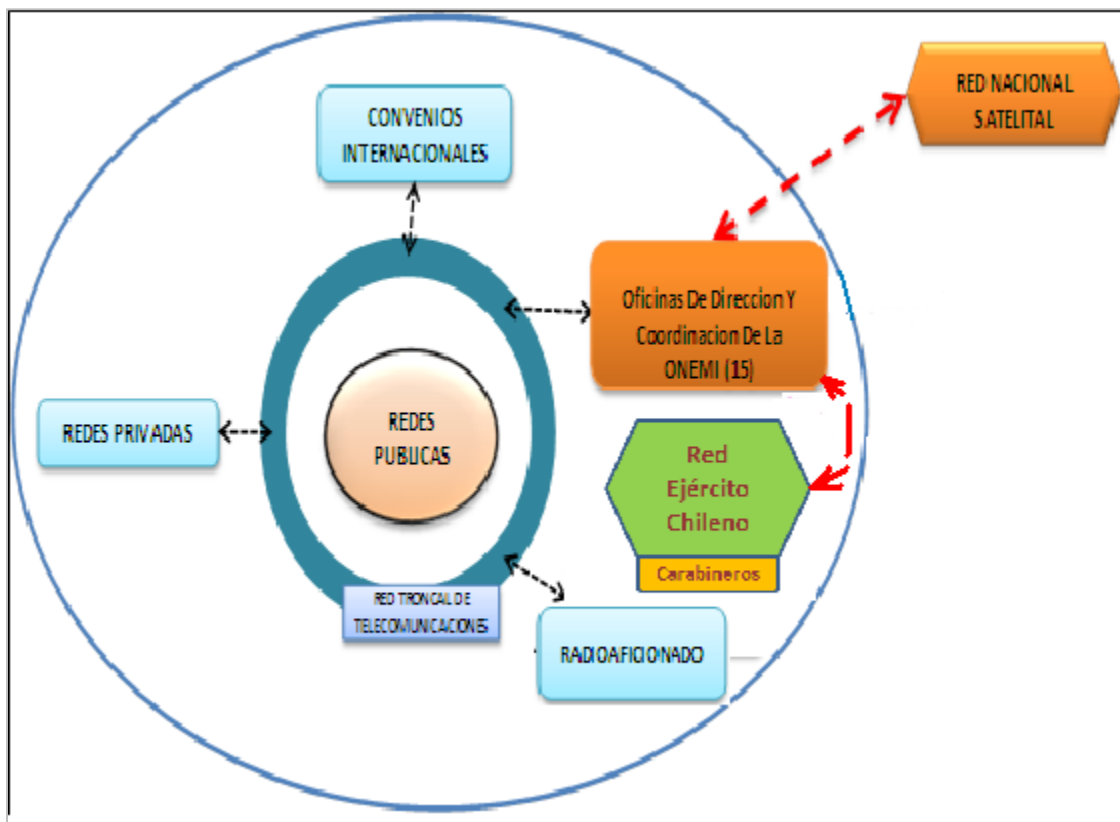 CONVENIOS
INTERNACIONALES
RED NACIONAL
SATELITAL
Oficinas De Direccion Y
Coordinacion De La
ONEMI (15)
REDES PRIVADAS
REDES
PUBLICAS
Red
Ejército
Chileno
Carabineros
RED TRONCAL DE
TELECOMUNICACIONES
RADIOAFICIONADO